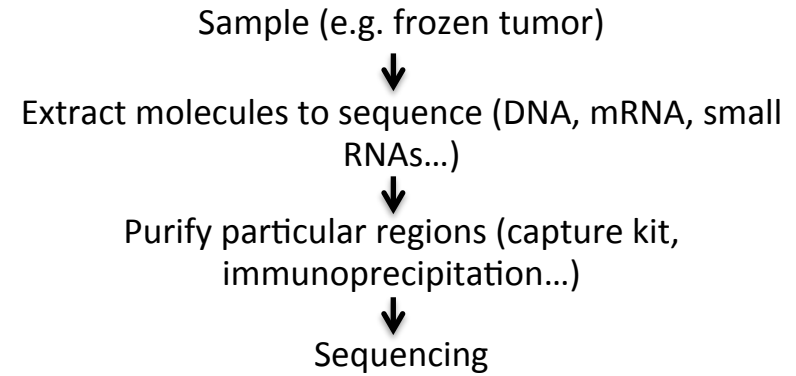 Sample (e.g. frozen tumor)
Extract molecules to sequence (DNA, mRNA, small
RNAs…)
Purify particular regions (capture kit,
immunoprecipitation…)
Sequencing